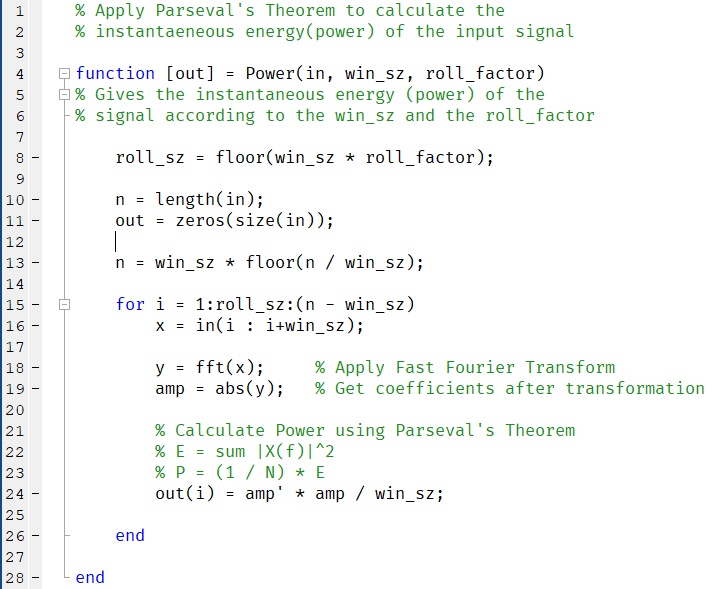 1 % Apply Parseval's Theorem to calculate the
2 % instantaeneous energy(power) of the input signal
3
4 function [out] = Power(in, win_sz, roll_factor)
5 % Gives the instantaneous energy (power) of the
6 % signal according to the win_sz and the roll_factor
7
8 – roll_sz = floor(win_sz * roll_factor);
9
10 – n = length(in);
11 – out = zeros(size(in));
12
13 – n = win_sz * floor(n / win_sz);
14
15 – for i = 1:roll_sz:(n - win_sz)
16 – x = in(i : i+win_sz);
17
18 – y = fft(x); % Apply Fast Fourier Transform
19 – amp = abs(y); % Get coefficients after transformation
20
21 % Calculate Power using Parseval's Theorem
22 % E = sum |X(f)|^2
23 % P = (1 / N) * E
24 – out(i) = amp' * amp / win_sz;
25
26 – end
27
28 – end